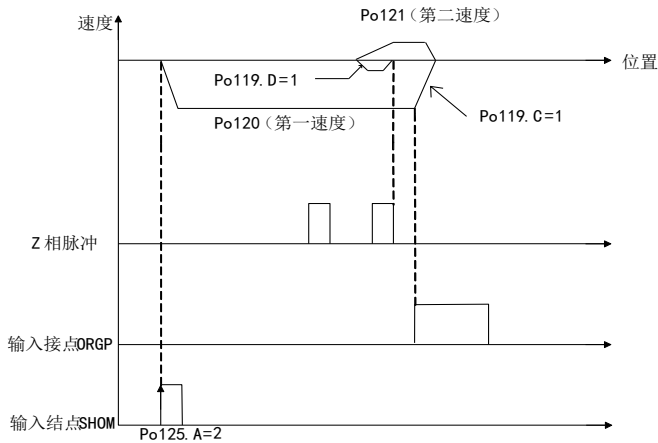 Po121(第二速度)
速度
位置
Po119.D=1
Po120(第一速度)
Po119.C=1
Z相脉冲
输入接点ORGP
输入结点SHOM
Po125.A=2